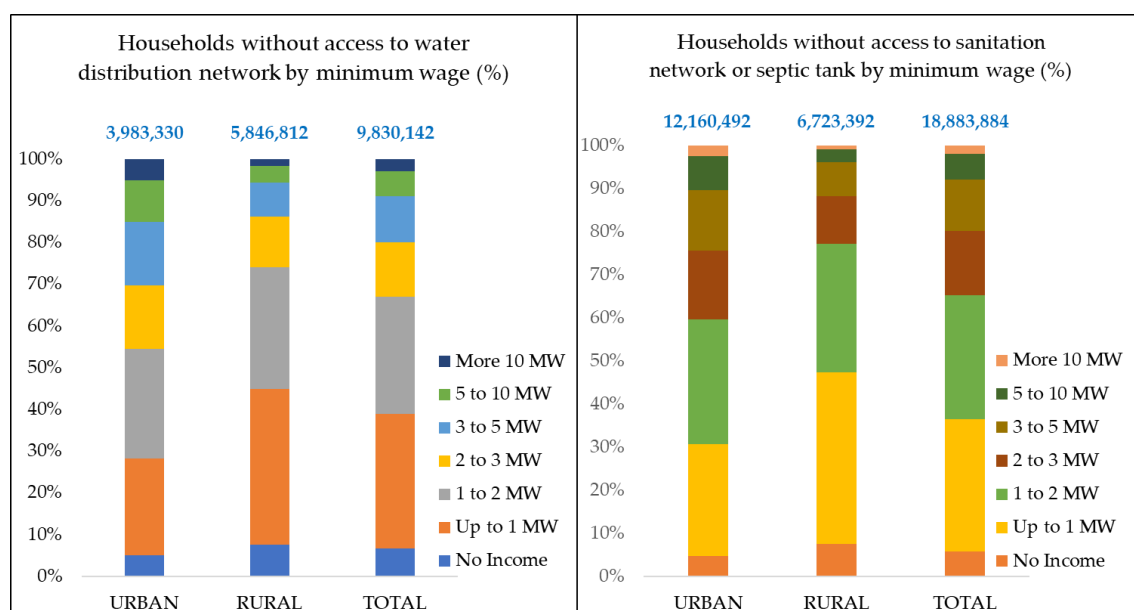 Households without access to water
distribution network by minimum wage (%)
3,983,330 5,846,812 9,830,142
100%
90%
80%
70%
60%
50%
40%
30%
20%
10%
0%
More 10 MW
5 to 10 MW
3 to 5 MW
2 to 3 MW
1 to 2 MW
Up to 1 MW
No Income
URBAN RURAL TOTAL
Households without access to sanitation
network or septic tank by minimum wage (%)
12,160,492 6,723,392 18,883,884
100%
90%
80%
70%
60%
50%
40%
30%
20%
10%
0%
More 10 MW
5 to 10 MW
3 to 5 MW
2 to 3 MW
1 to 2 MW
Up to 1 MW
No Income
URBAN RURAL TOTAL